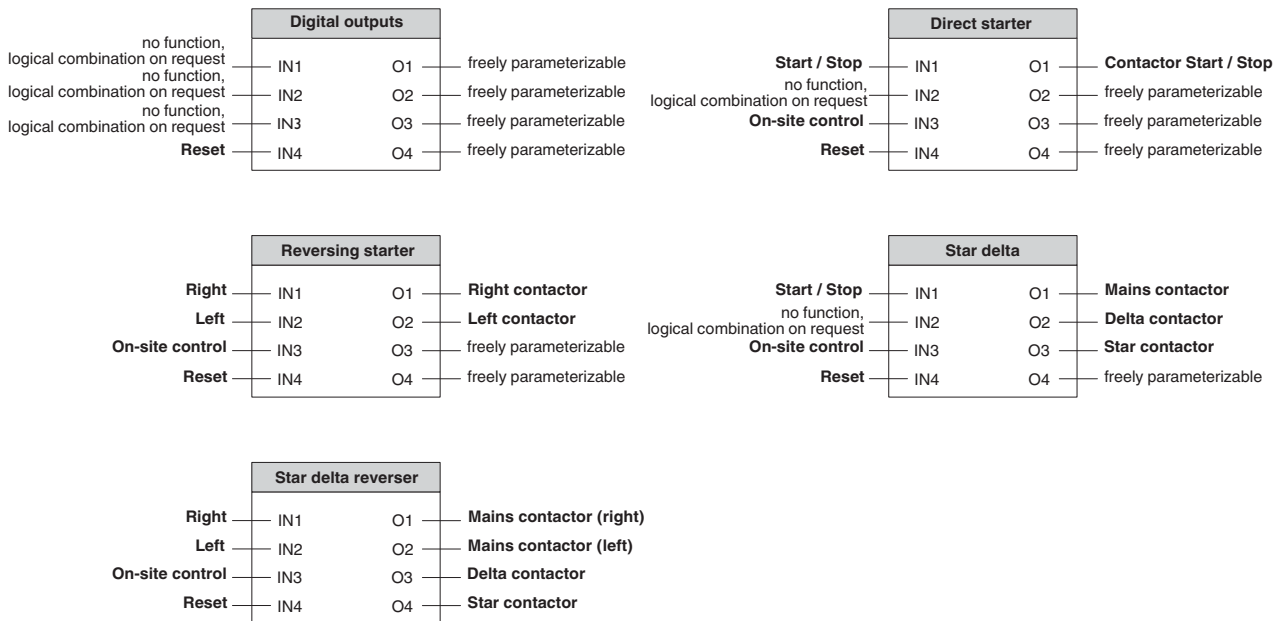 Digital outputs
no function,
logical combination on request
IN1
O1
freely parameterizable
no function,
logical combination on request
IN2
O2
freely parameterizable
no function,
logical combination on request
IN3
O3
freely parameterizable
Reset
IN4
O4
freely parameterizable
Direct starter
Start / Stop
IN1
O1
Contactor Start / Stop
no function,
logical combination on request
IN2
O2
freely parameterizable
On-site control
IN3
O3
freely parameterizable
Reset
IN4
O4
freely parameterizable
Reversing starter
Right
IN1
O1
Right contactor
Left
IN2
O2
Left contactor
On-site control
IN3
O3
freely parameterizable
Reset
IN4
O4
freely parameterizable
Star delta
Start / Stop
IN1
O1
Mains contactor
no function,
logical combination on request
IN2
O2
Delta contactor
On-site control
IN3
O3
Star contactor
Reset
IN4
O4
freely parameterizable
Star delta reverser
Right
IN1
O1
Mains contactor (right)
Left
IN2
O2
Mains contactor (left)
On-site control
IN3
O3
Delta contactor
Reset
IN4
O4
Star contactor